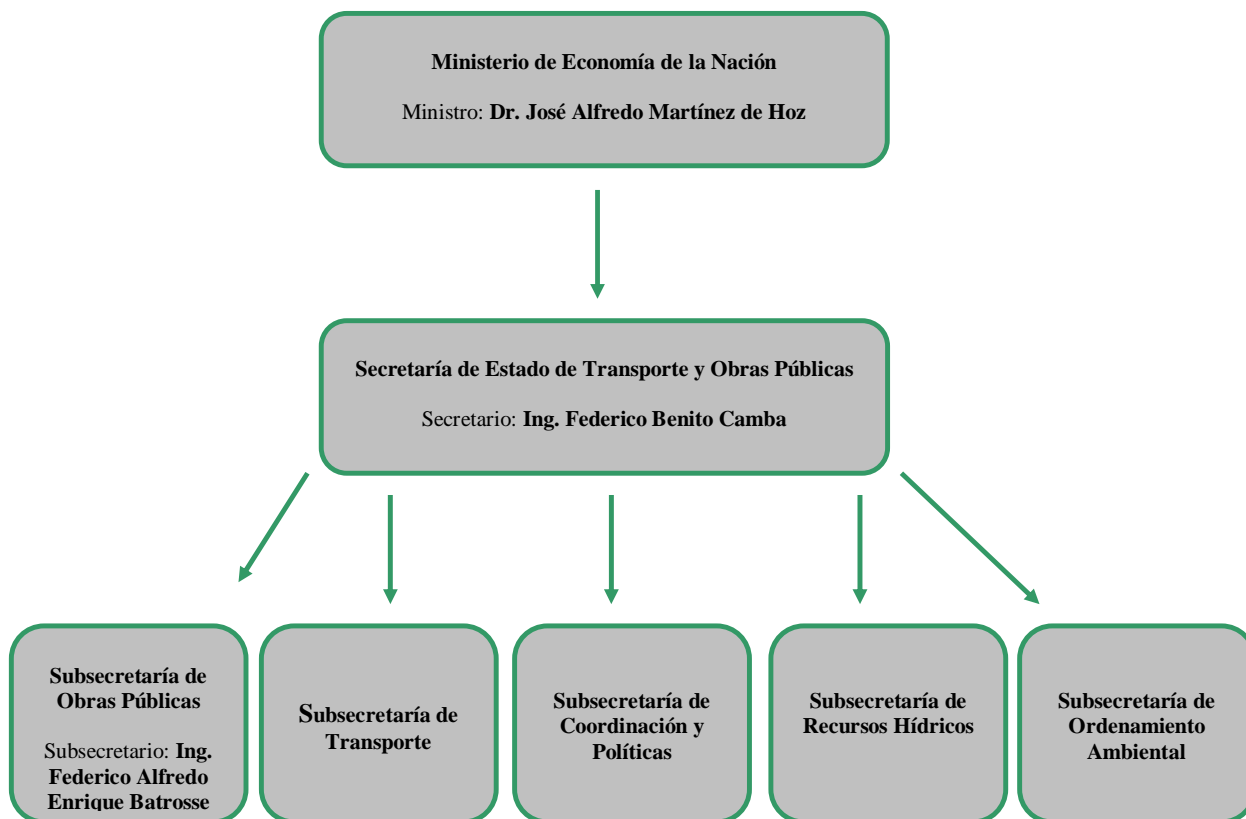 Ministerio de Economía de la Nación
Ministro: Dr. José Alfredo Martínez de Hoz
Secretaría de Estado de Transporte y Obras Públicas
Secretario: Ing. Federico Benito Camba
Subsecretaría de
Obras Públicas
Subsecretario: Ing.
Federico Alfredo
Enrique Batrosse
Subsecretaría de
Transporte
Subsecretaría de
Coordinación y
Políticas
Subsecretaría de
Recursos Hídricos
Subsecretaría de
Ordenamiento
Ambiental